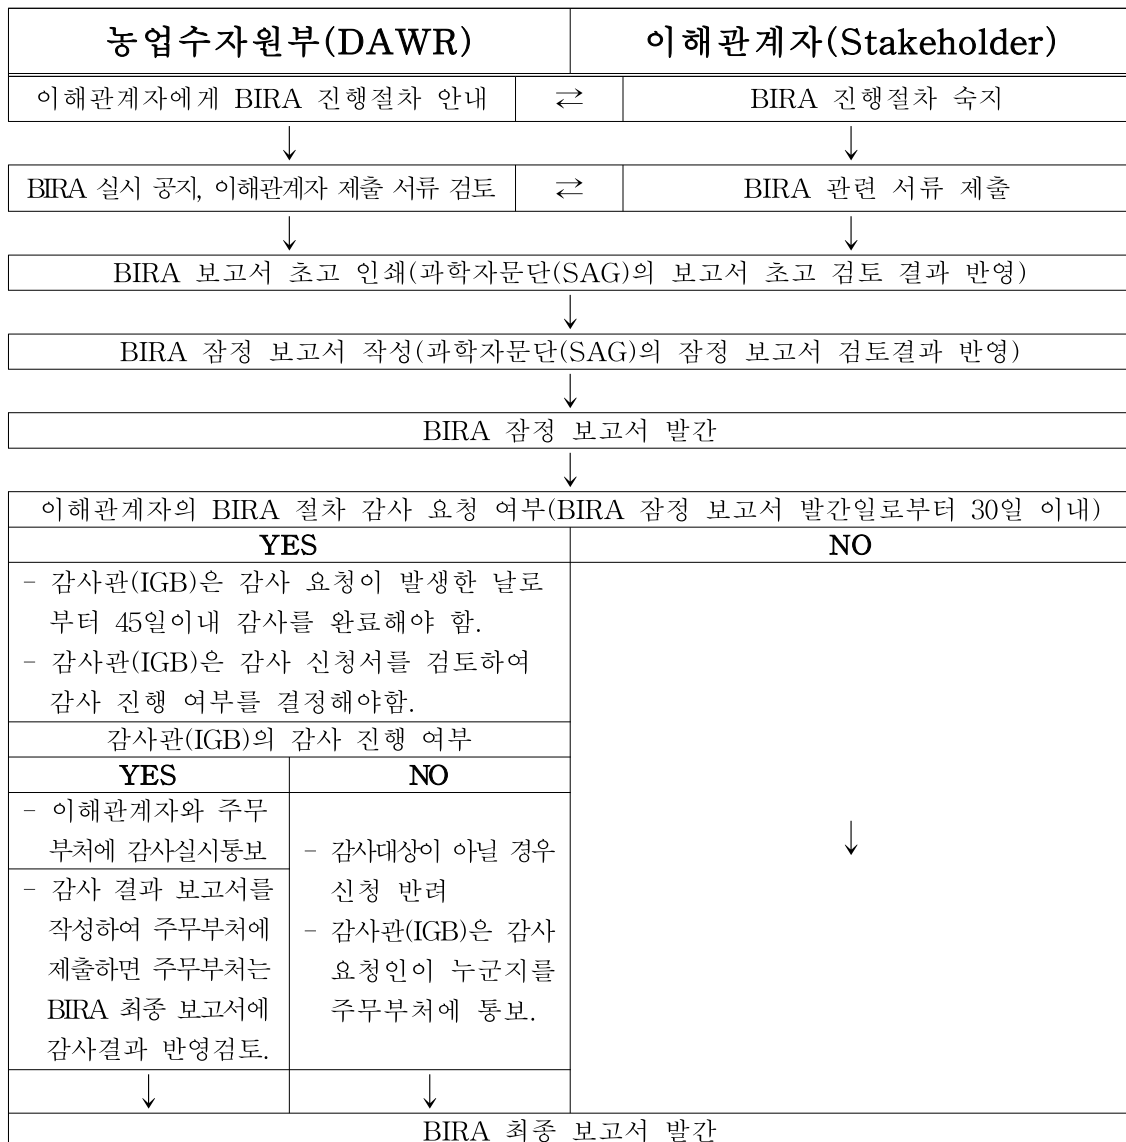 농업수자원부(DAWR)
이해관계자(Stakeholder)
이해관계자에게 BIRA 진행절차 안내
⇄
BIRA 진행절차 숙지
↓
↓
BIRA 실시 공지, 이해관계자 제출 서류 검토
⇄
BIRA 관련 서류 제출
↓
↓
BIRA 보고서 초고 인쇄(과학자문단(SAG)의 보고서 초고 검토 결과 반영)
↓
BIRA 잠정 보고서 작성(과학자문단(SAG)의 잠정 보고서 검토결과 반영)
↓
BIRA 잠정 보고서 발간
↓
이해관계자의 BIRA 절차 감사 요청 여부(BIRA 잠정 보고서 발간일로부터 30일 이내)
YES
NO
- 감사관(IGB)은 감사 요청이 발생한 날로
부터 45일이내 감사를 완료해야 함.
- 감사관(IGB)은 감사 신청서를 검토하여
감사 진행 여부를 결정해야함.
감사관(IGB)의 감사 진행 여부
YES
NO
- 이해관계자와 주무
부처에 감사실시통보
- 감사 결과 보고서를
작성하여 주무부처에
제출하면 주무부처는
BIRA 최종 보고서에
감사결과 반영검토.
- 감사대상이 아닐 경우
신청 반려
- 감사관(IGB)은 감사
요청인이 누군지를
주무부처에 통보.
↓
↓
↓
BIRA 최종 보고서 발간